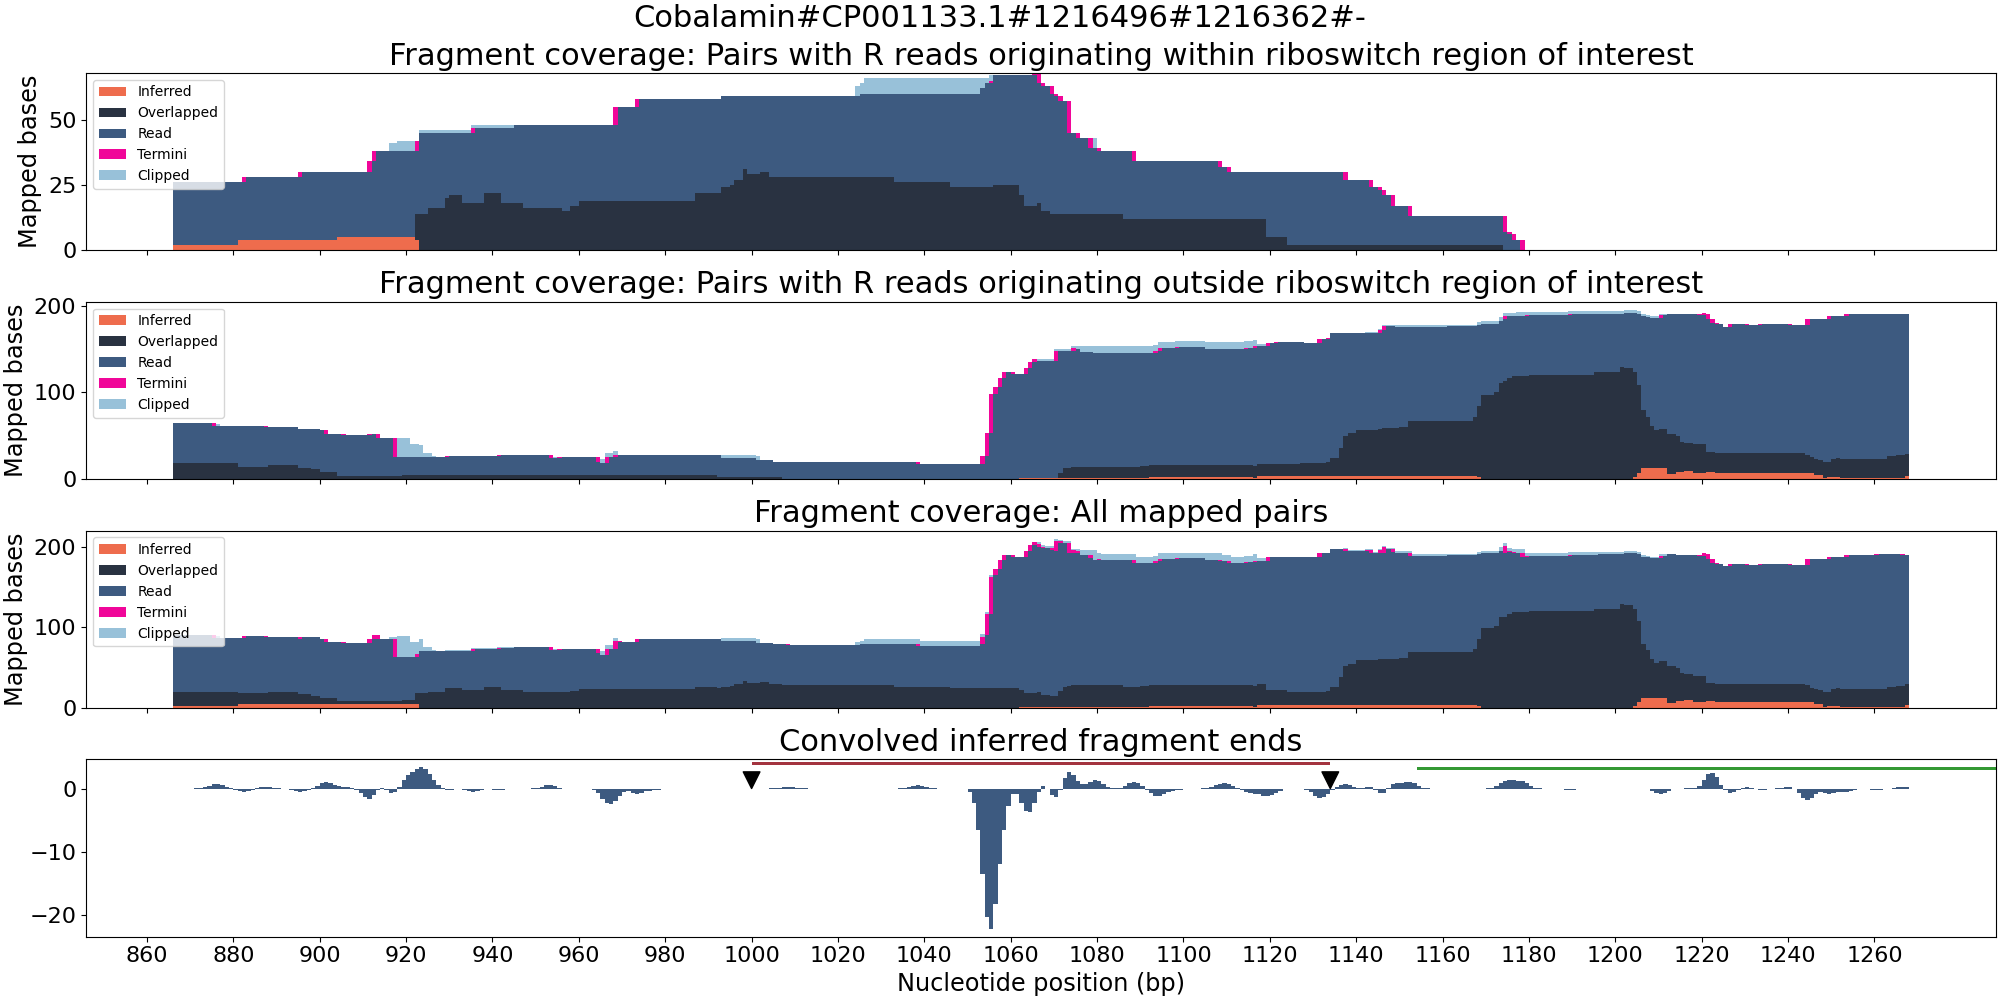 Cobalamin#CP001133.1#1216496#1216362#-
Fragment coverage: Pairs with R reads originating within riboswitch region of interest
Mapped bases
50
25
0
Inferred
Overlapped
Read
Termini
Clipped
Fragment coverage: Pairs with R reads originating outside riboswitch region of interest
Mapped bases
200
100
0
Inferred
Overlapped
Read
Termini
Clipped
Fragment coverage: All mapped pairs
Mapped bases
200
100
0
Inferred
Overlapped
Read
Termini
Clipped
Convolved inferred fragment ends
0
−10
−20
860 880 900 920 940 960 980 1000 1020 1040 1060 1080 1100 1120 1140 1160 1180 1200 1220 1240 1260
Nucleotide position (bp)